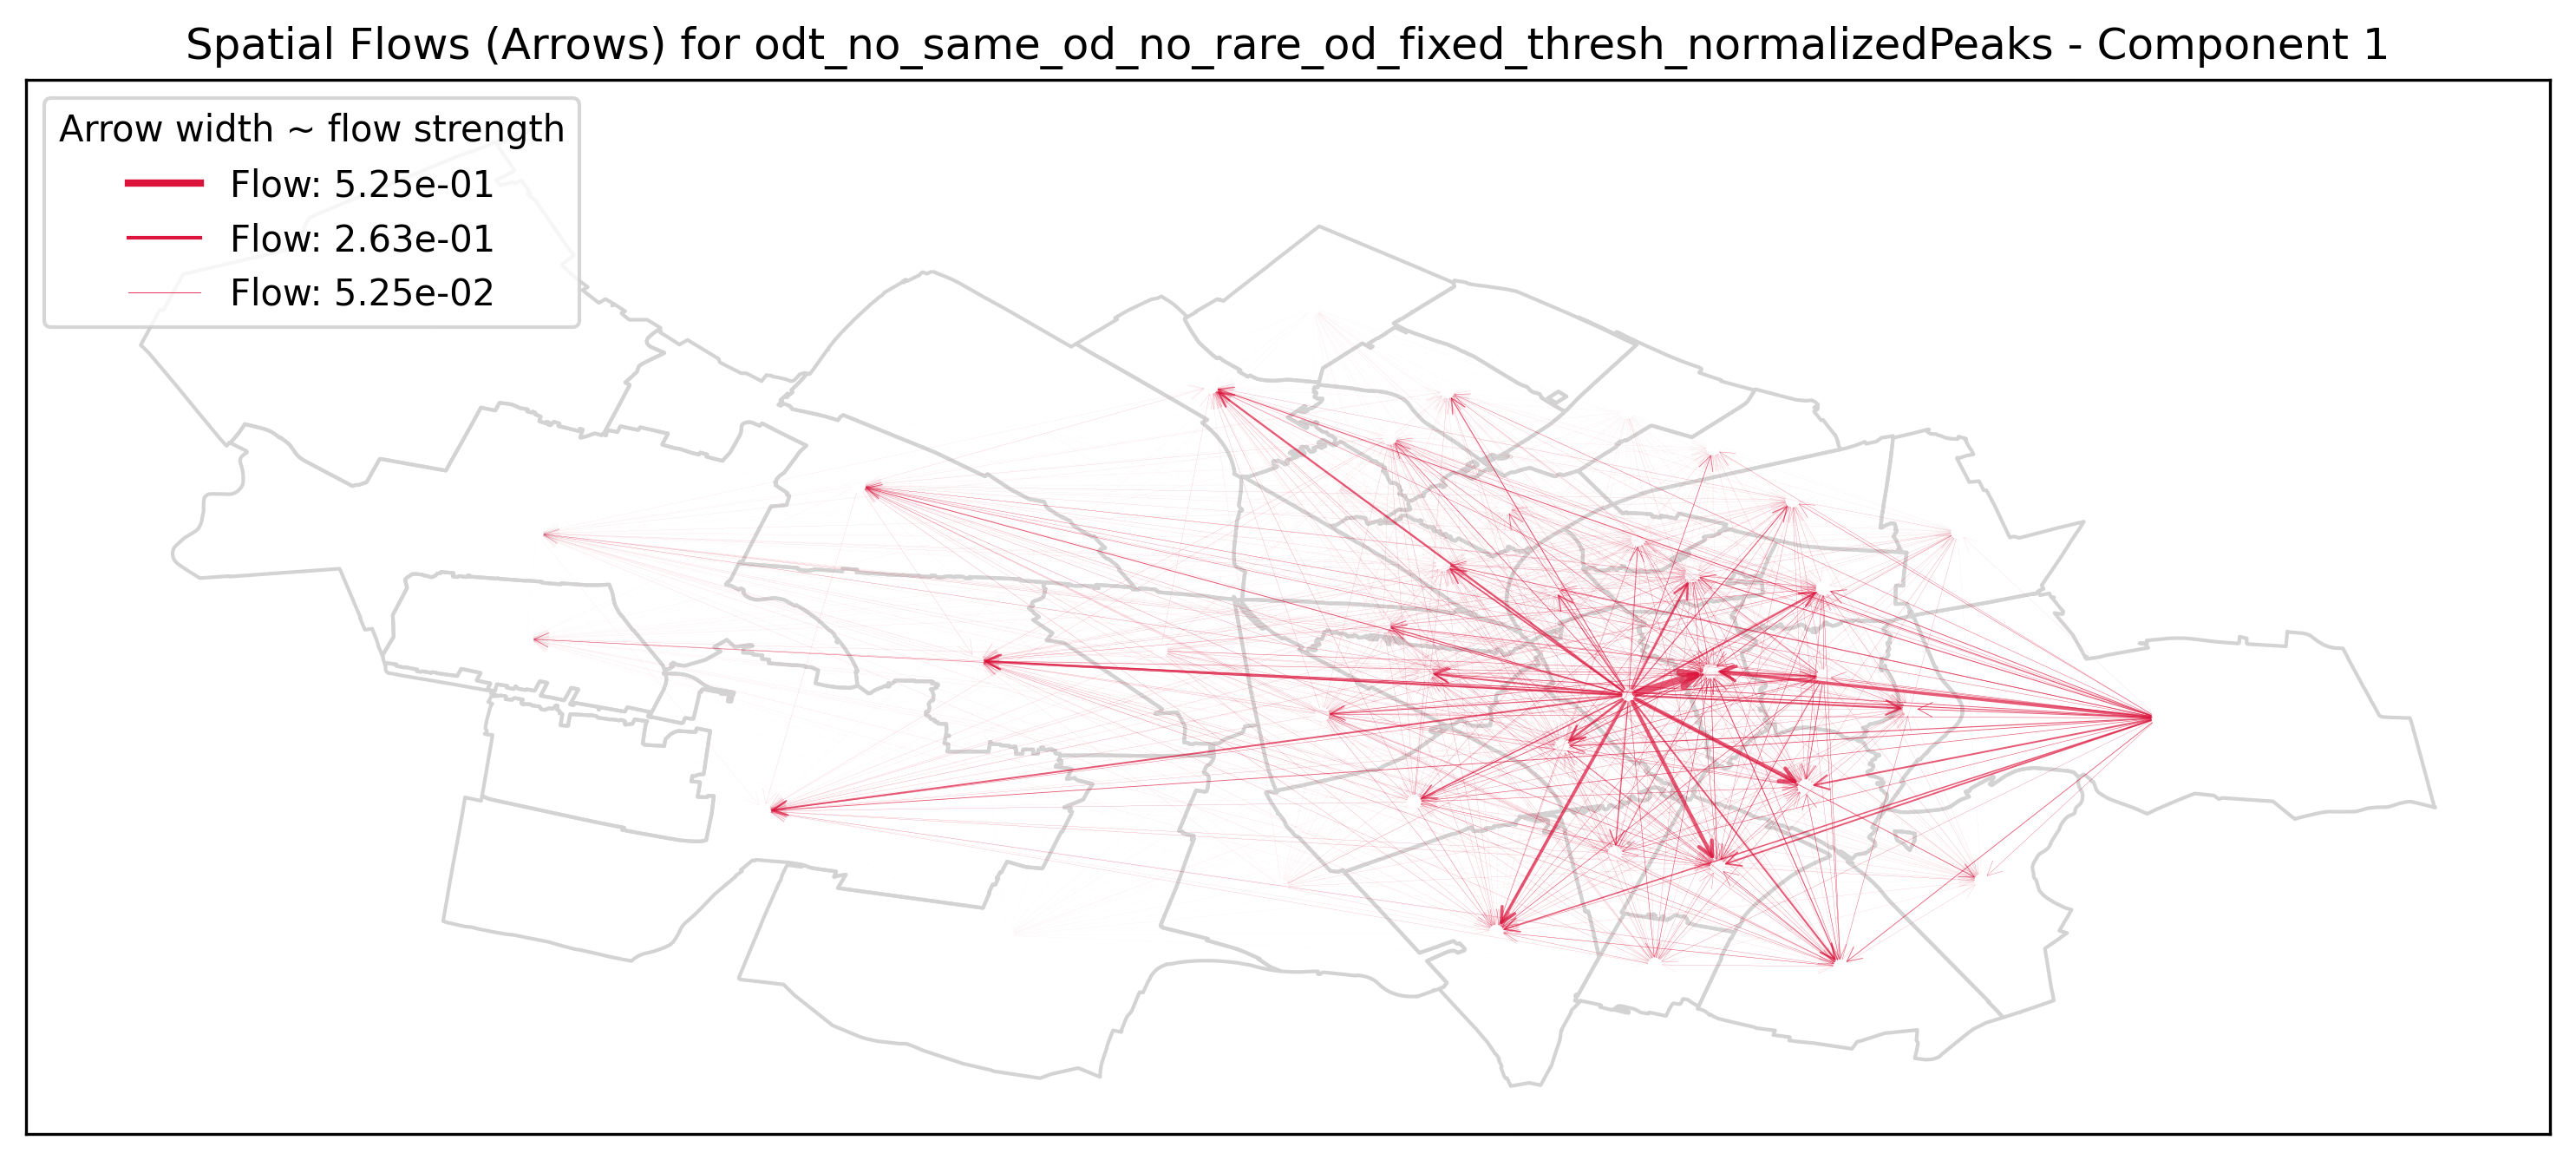 Spatial Flows (Arrows) for odt_no_same_od_no_rare_od_fixed_thresh_normalizedPeaks - Component 1
Arrow width ~ flow strength
Flow: 5.25e-01
Flow: 2.63e-01
Flow: 5.25e-02